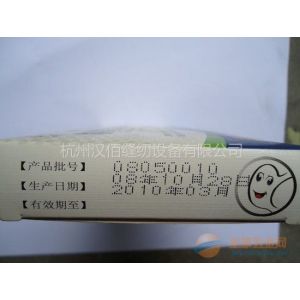 杭州汉佰缝纫设备有限公司
【产品批号】 08050010
【生产日期】 08年10月29日
【有效期至】 2010年03月